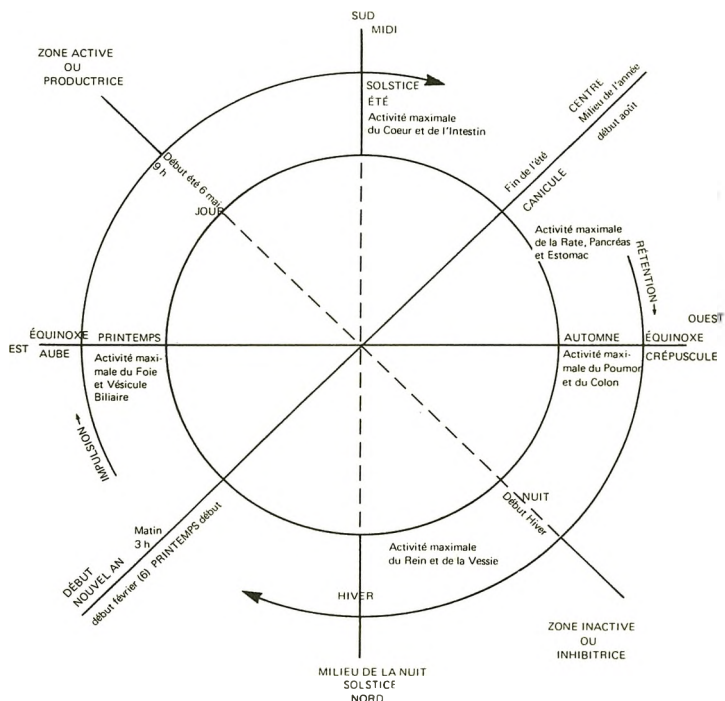 SUD
MIDI
ZONE ACTIVE
OU
PRODUCTRICE
SOLSTICE
ÉTÉ
Activité maximale
du Coeur et de l'Intestin
CENTRE
Milieu de l'année
début août
Fin de l'été
CANICULE
Début été 6 mai
9 h
JOUR
Activité maximale
de la Rate, Pancréas
et Estomac
RÉTENTION→
OUEST
EST
ÉQUINOXE
AUBE
PRINTEMPS
Activité maxi-
male du Foie
et Vésicule
Biliaire
AUTOMNE
Activité maxi-
male du Poumor
et du Colon
ÉQUINOXE
CRÉPUSCULE
IMPULSION→
NUIT
Début Hiver
Matin
3 h
DÉBUT
NOUVEL AN
début février (6) PRINTEMPS début
Activité maximale
du Rein et de la Vessie
HIVER
ZONE INACTIVE
OU
INHIBITRICE
MILIEU DE LA NUIT
SOLSTICE
NORD